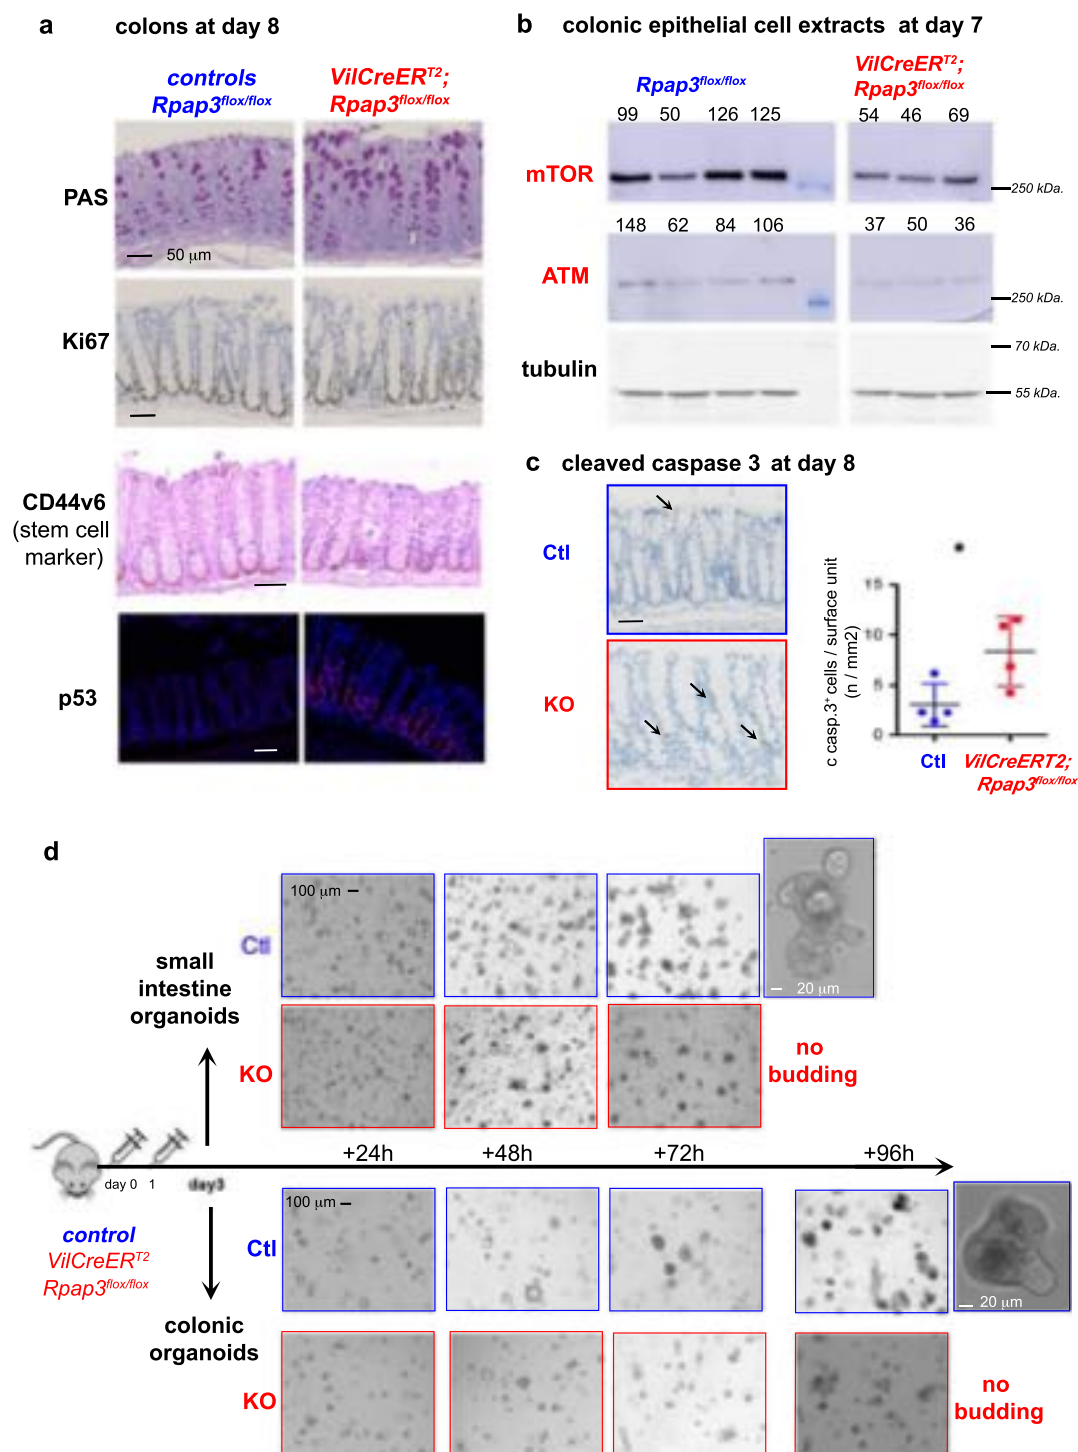 a colons at day 8
controls
Rpap3flox/flox
VilCreERT2;
Rpap3flox/flox
PAS
50 μm
Ki67
CD44v6
(stem cell
marker)
p53
b colonic epithelial cell extracts at day 7
Rpap3flox/flox
VilCreERT2;
Rpap3flox/flox
99 50 126 125 54 46 69
mTOR
250 kDa.
148 62 84 106 37 50 36
ATM
250 kDa.
70 kDa.
tubulin
55 kDa.
c cleaved caspase 3 at day 8
Ctl
KO
c casp.3+ cells / surface unit
(n / mm2)
15
10
5
0
Ctl
VilCreERT2;
Rpap3flox/flox
d
100 μm
Ctl
20 μm
small
intestine
organoids
KO
no
budding
+24h +48h +72h +96h
day 0 1 day3
control
VilCreERT2
Rpap3flox/flox
100 μm
Ctl
20 μm
colonic
organoids
KO
no
budding